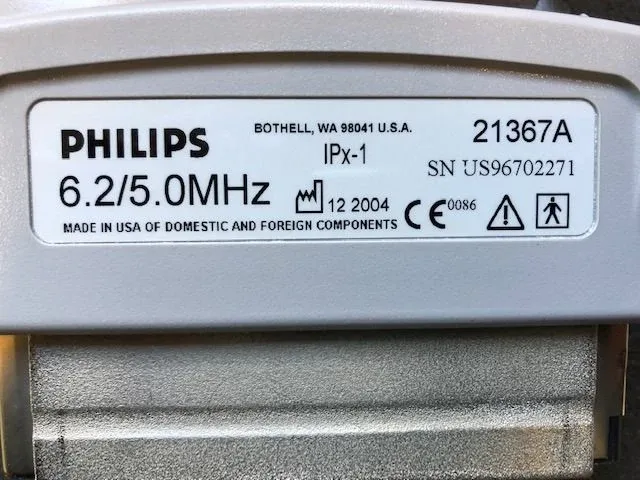 PHILIPS
BOTHELL, WA 98041 U.S.A.
IPx-1
21367A
SN US96702271
6.2/5.0MHz
12 2004
CE0086
MADE IN USA OF DOMESTIC AND FOREIGN COMPONENTS